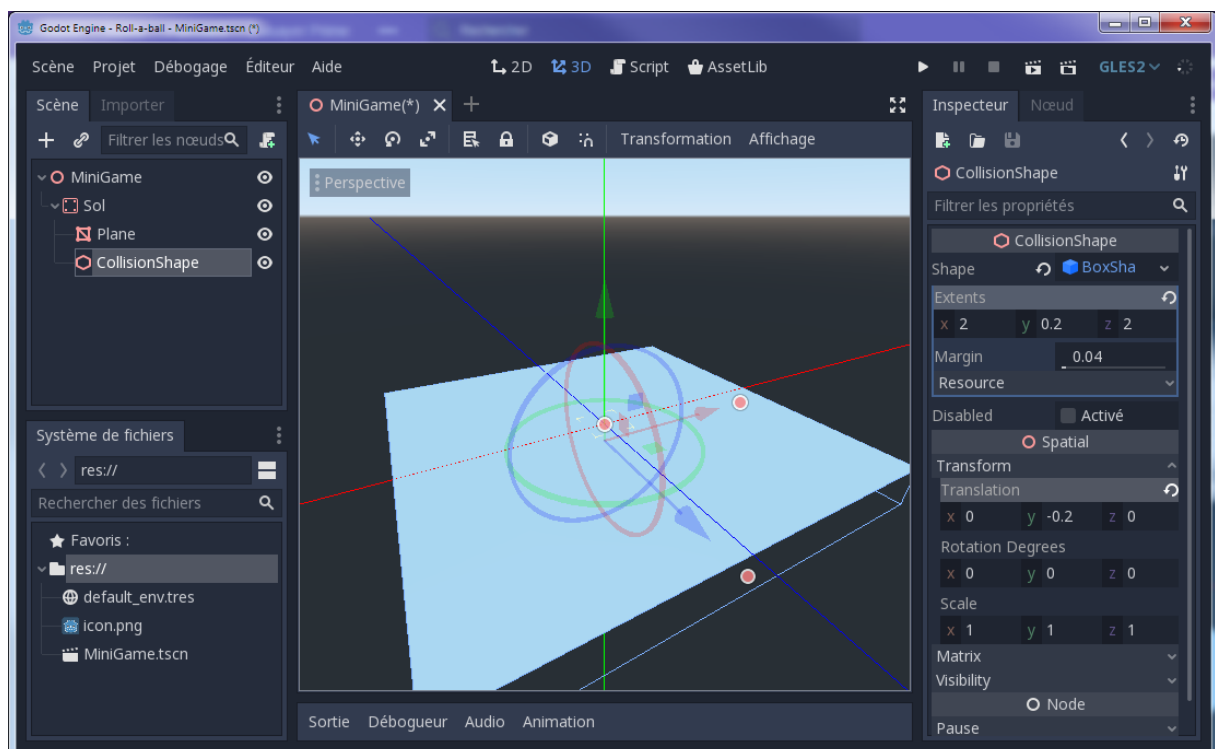 Godot Engine - Roll-a-ball - MiniGame.tscn (*)
Scène Projet Débogage Éditeur Aide 2D 3D Script AssetLib GLES2
Scène Importer
Filtrer les nœuds
MiniGame
Sol
Plane
CollisionShape
Système de fichiers
res://
Rechercher des fichiers
Favoris :
res://
default_env.tres
icon.png
MiniGame.tscn
MiniGame(*)
Transformation Affichage
Perspective
Sortie Débogueur Audio Animation
Inspecteur Nœud
CollisionShape
Filtrer les propriétés
CollisionShape
Shape BoxSha
Extents
x 2 y 0.2 z 2
Margin 0.04
Resource
Disabled Activé
Spatial
Transform
Translation
x 0 y -0.2 z 0
Rotation Degrees
x 0 y 0 z 0
Scale
x 1 y 1 z 1
Matrix
Visibility
Node
Pause